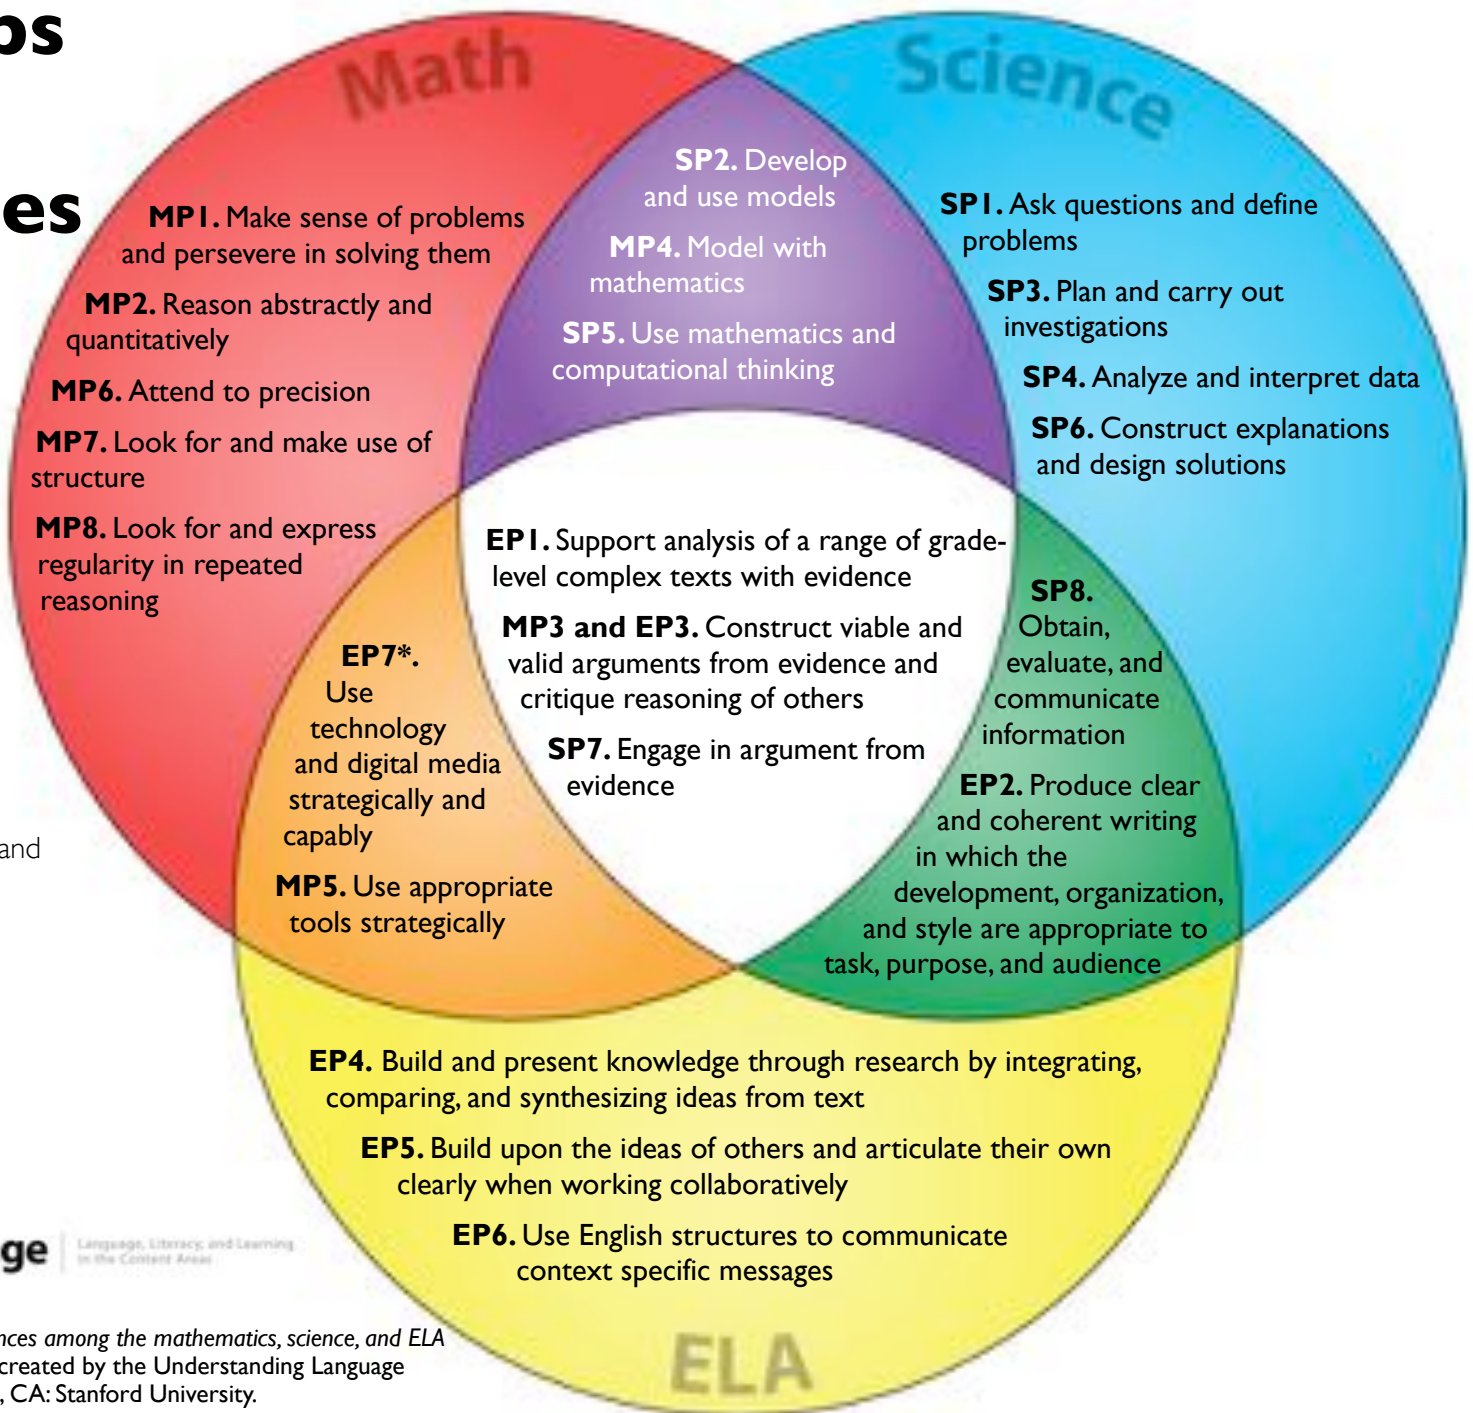 ps
es
Math
Science
MP1. Make sense of problems
and persevere in solving them
MP2. Reason abstractly and
quantitatively
MP6. Attend to precision
MP7. Look for and make use of
structure
MP8. Look for and express
regularity in repeated
reasoning
SP2. Develop
and use models
MP4. Model with
mathematics
SP5. Use mathematics and
computational thinking
SP1. Ask questions and define
problems
SP3. Plan and carry out
investigations
SP4. Analyze and interpret data
SP6. Construct explanations
and design solutions
EP1. Support analysis of a range of grade-
level complex texts with evidence
MP3 and EP3. Construct viable and
valid arguments from evidence and
critique reasoning of others
SP7. Engage in argument from
evidence
EP7*.
Use
technology
and digital media
strategically and
capably
MP5. Use appropriate
tools strategically
SP8.
Obtain,
evaluate, and
communicate
information
EP2. Produce clear
and coherent writing
in which the
development, organization,
and style are appropriate to
task, purpose, and audience
and
EP4. Build and present knowledge through research by integrating,
comparing, and synthesizing ideas from text
EP5. Build upon the ideas of others and articulate their own
clearly when working collaboratively
EP6. Use English structures to communicate
context specific messages
ELA
ge
Language, Literacy, and Learning
in the Content Areas
nces among the mathematics, science, and ELA
created by the Understanding Language
, CA: Stanford University.